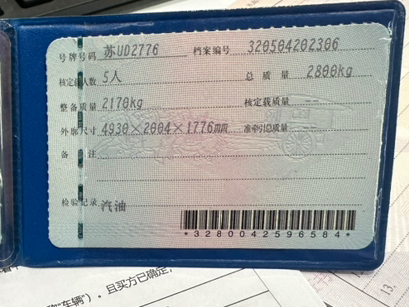 号牌号码 苏UD2776 档案编号 320504202306
核定载人数 5人 总质量 2800kg
整备质量 2170kg 核定载质量
外廓尺寸 4930×2004×1776mm 准牵引总质量
备注
检验记录 汽油
*3280042596584*
"车辆"）。且买方已确定，
13.